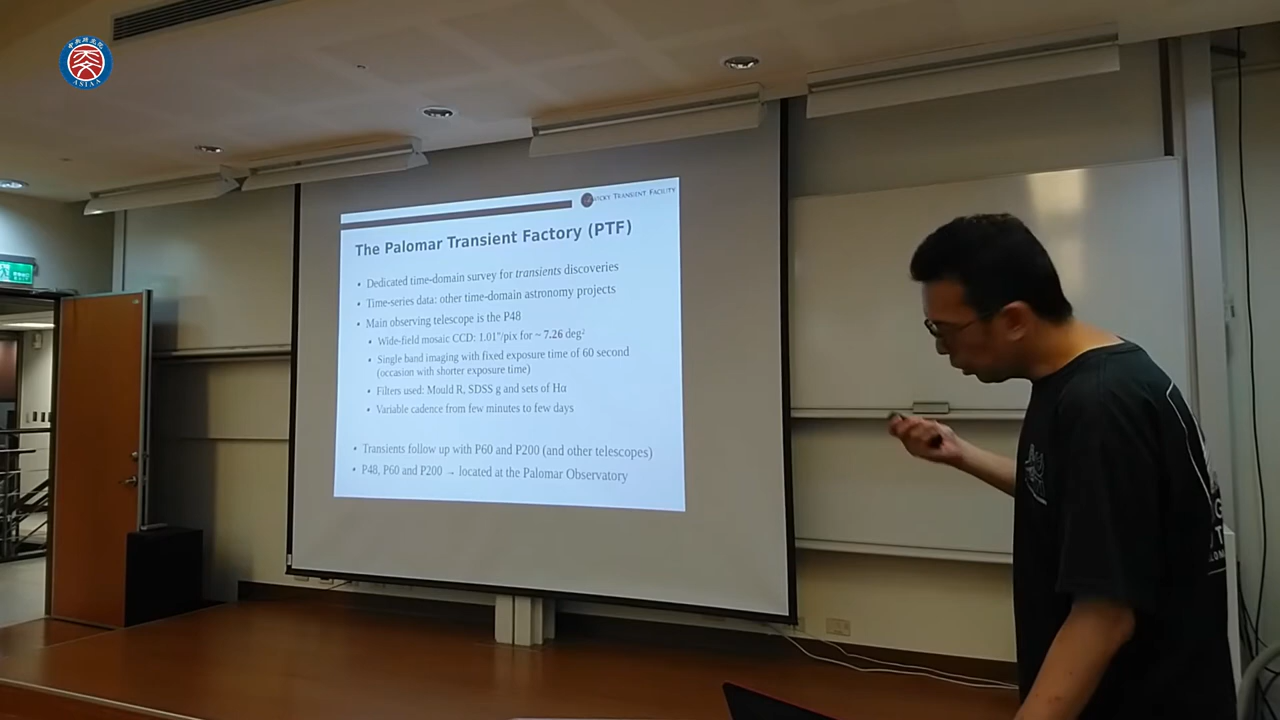 ASIAA
TRANSIENT FACILITY
The Palomar Transient Factory (PTF)
• Dedicated time-domain survey for transients discoveries
• Time-series data: other time-domain astronomy projects
• Main observing telescope is the P48
• Wide-field mosaic CCD: 1.01"/pix for ~ 7.26 deg²
• Single band imaging with fixed exposure time of 60 second
(occasion with shorter exposure time)
• Filters used: Mould R, SDSS g and sets of Hα
• Variable cadence from few minutes to few days
• Transients follow up with P60 and P200 (and other telescopes)
• P48, P60 and P200 → located at the Palomar Observatory